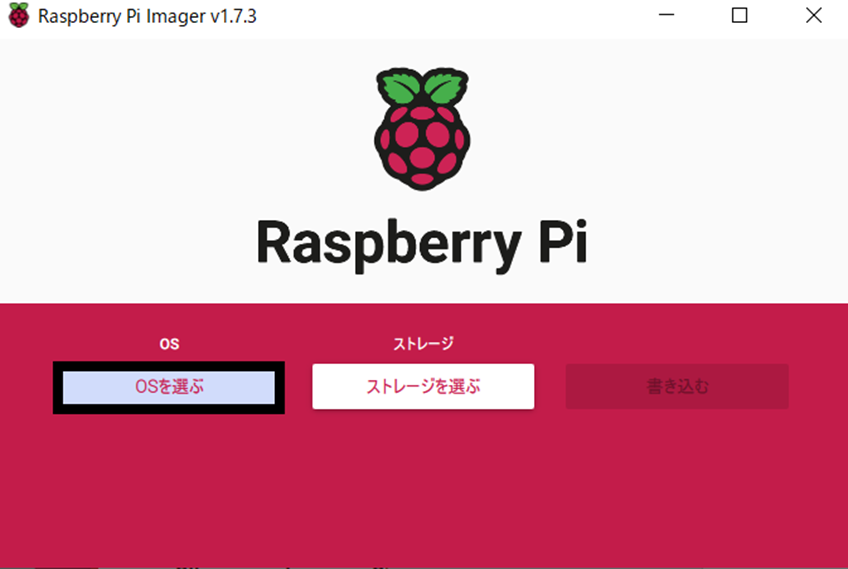 Raspberry Pi Imager v1.7.3
Raspberry Pi
OS
ストレージ
OSを選ぶ
ストレージを選ぶ
書き込む